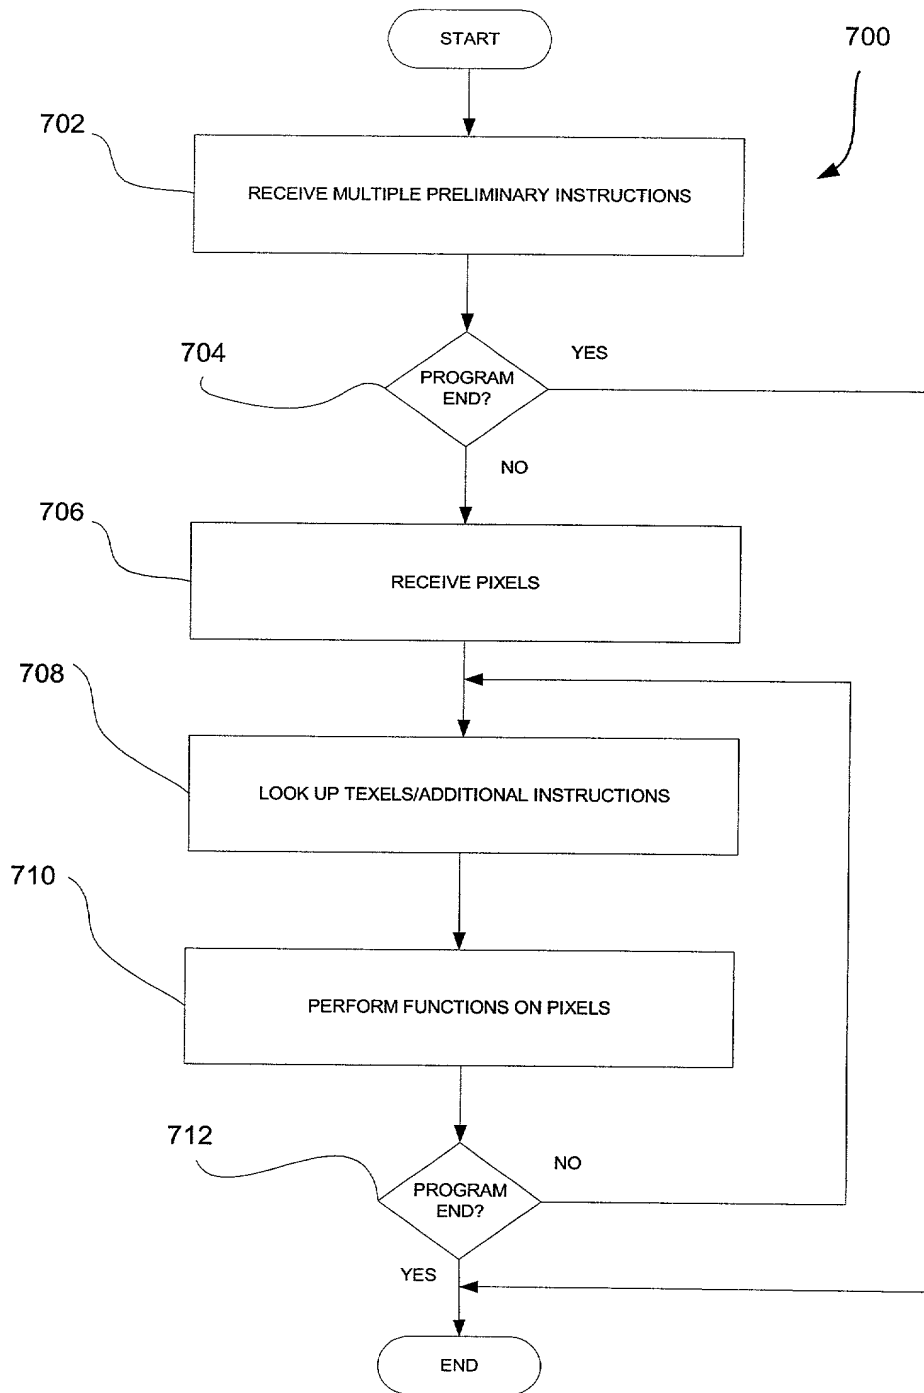 START
700
702
RECEIVE MULTIPLE PRELIMINARY INSTRUCTIONS
704
YES
PROGRAM
END?
NO
706
RECEIVE PIXELS
708
LOOK UP TEXELS/ADDITIONAL INSTRUCTIONS
710
PERFORM FUNCTIONS ON PIXELS
712
NO
PROGRAM
END?
YES
END